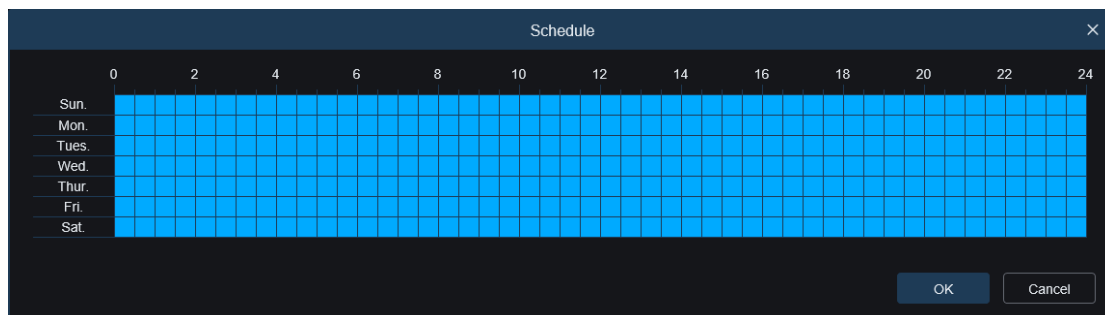 Schedule
0 2 4 6 8 10 12 14 16 18 20 22 24
Sun.
Mon.
Tues.
Wed.
Thur.
Fri.
Sat.
OK Cancel